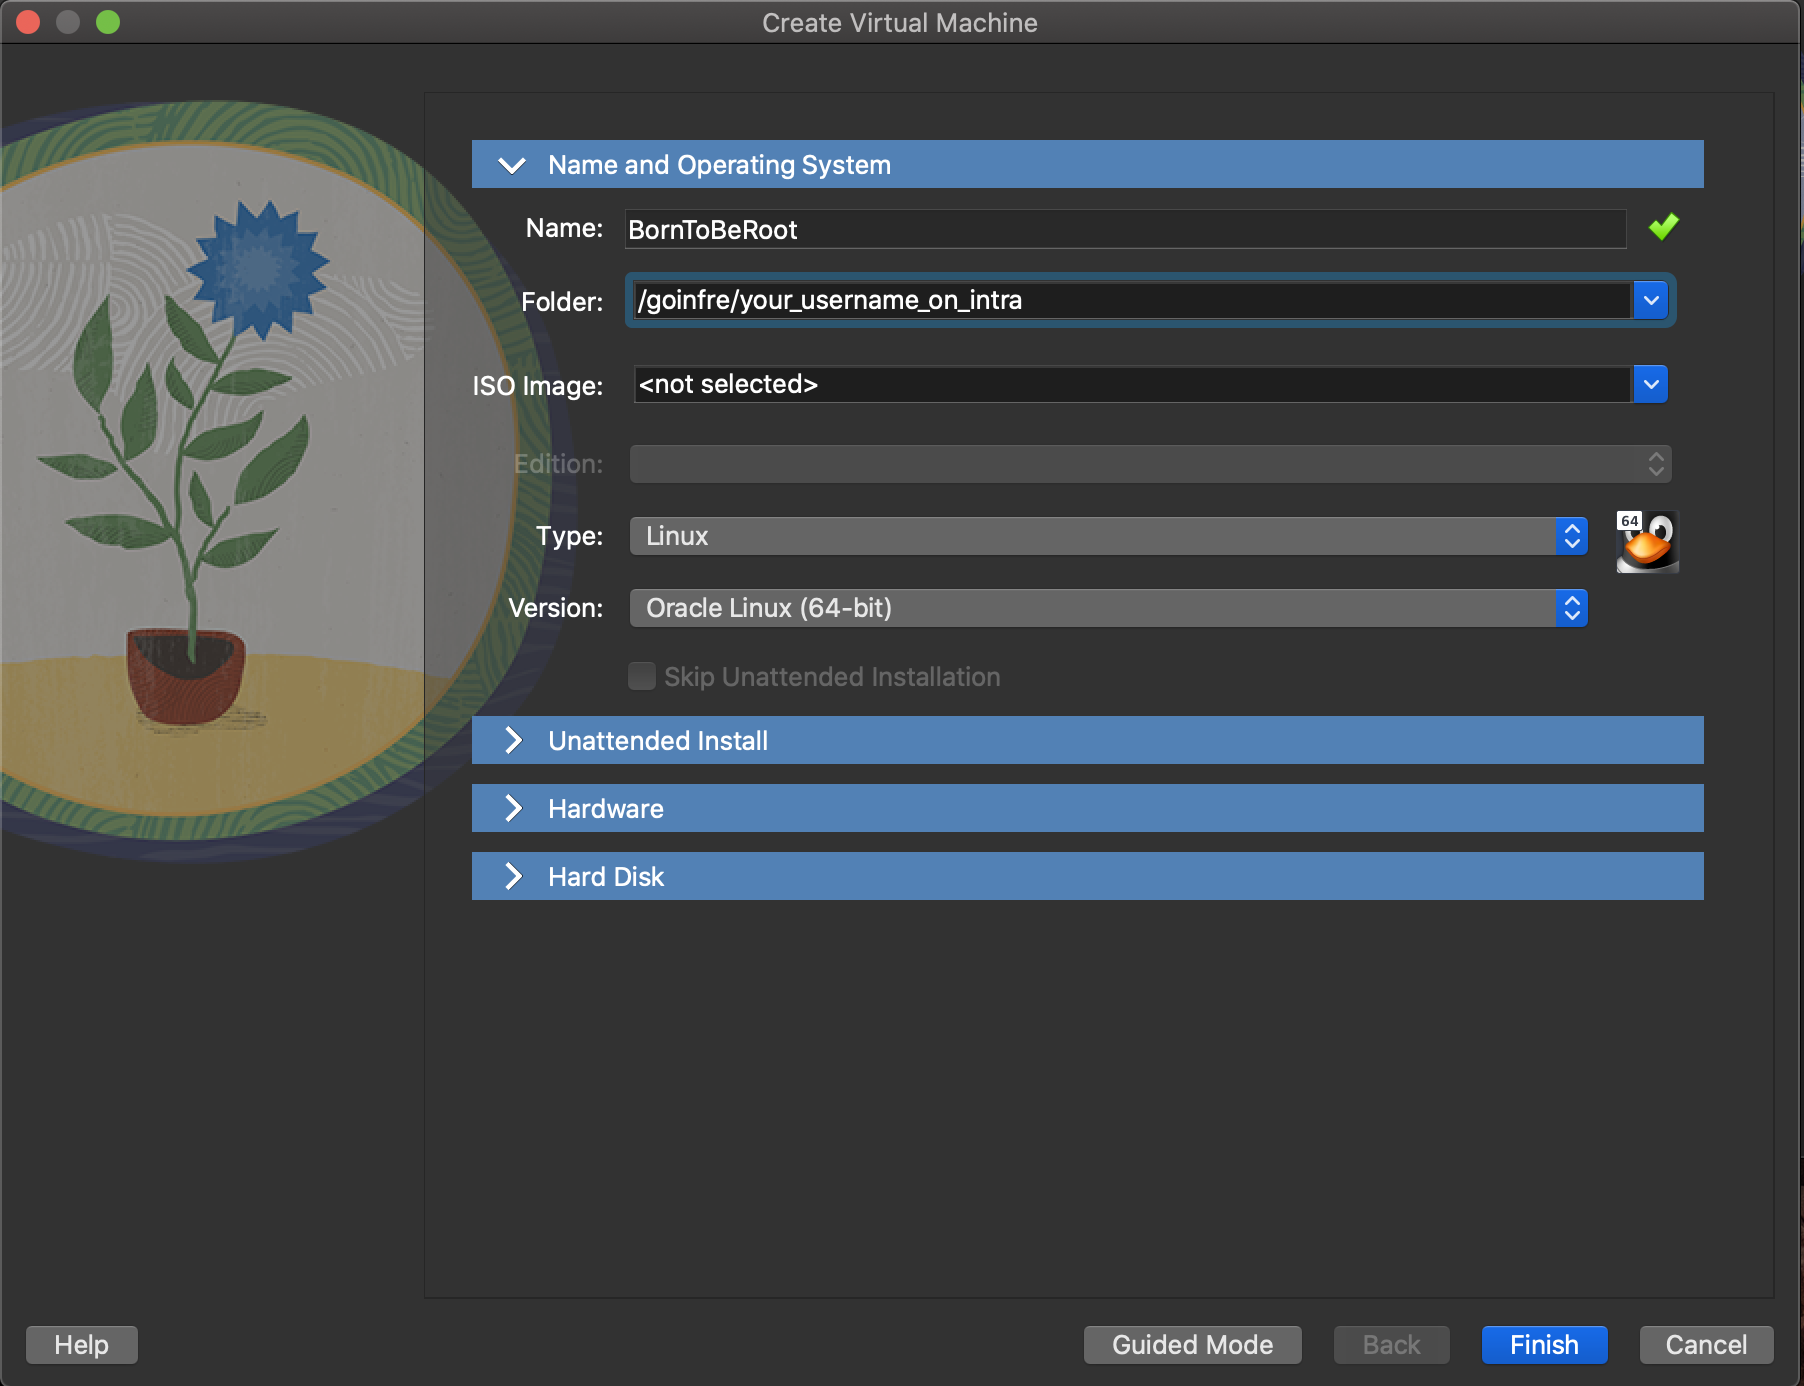 Create Virtual Machine
Name and Operating System
Name: BornToBeRoot
Folder: /goinfre/your_username_on_intra
ISO Image: <not selected>
Edition:
Type: Linux
64
Version: Oracle Linux (64-bit)
Skip Unattended Installation
Unattended Install
Hardware
Hard Disk
Help Guided Mode Back Finish Cancel